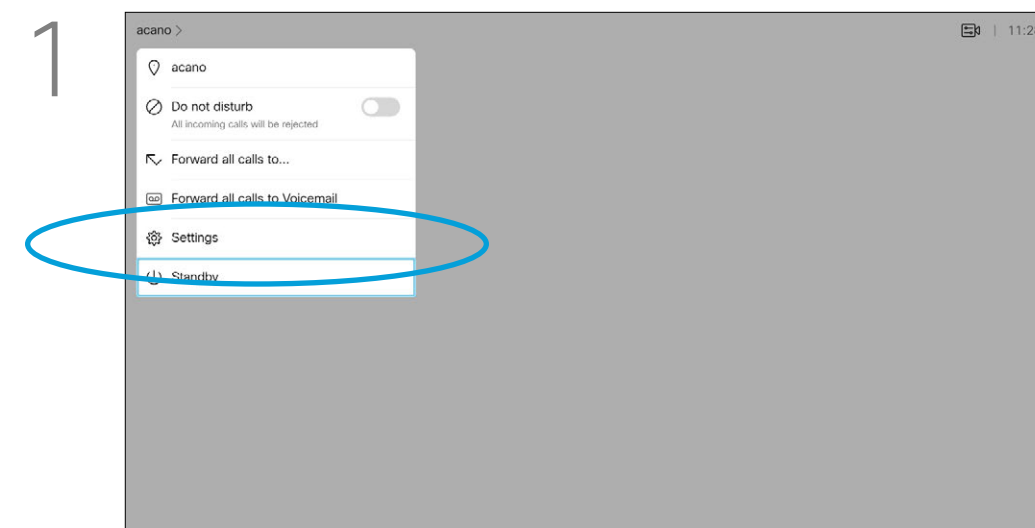 1
acano >
11:2
acano
Do not disturb
All incoming calls will be rejected
Forward all calls to...
Forward all calls to Voicemail
Settings
Standby